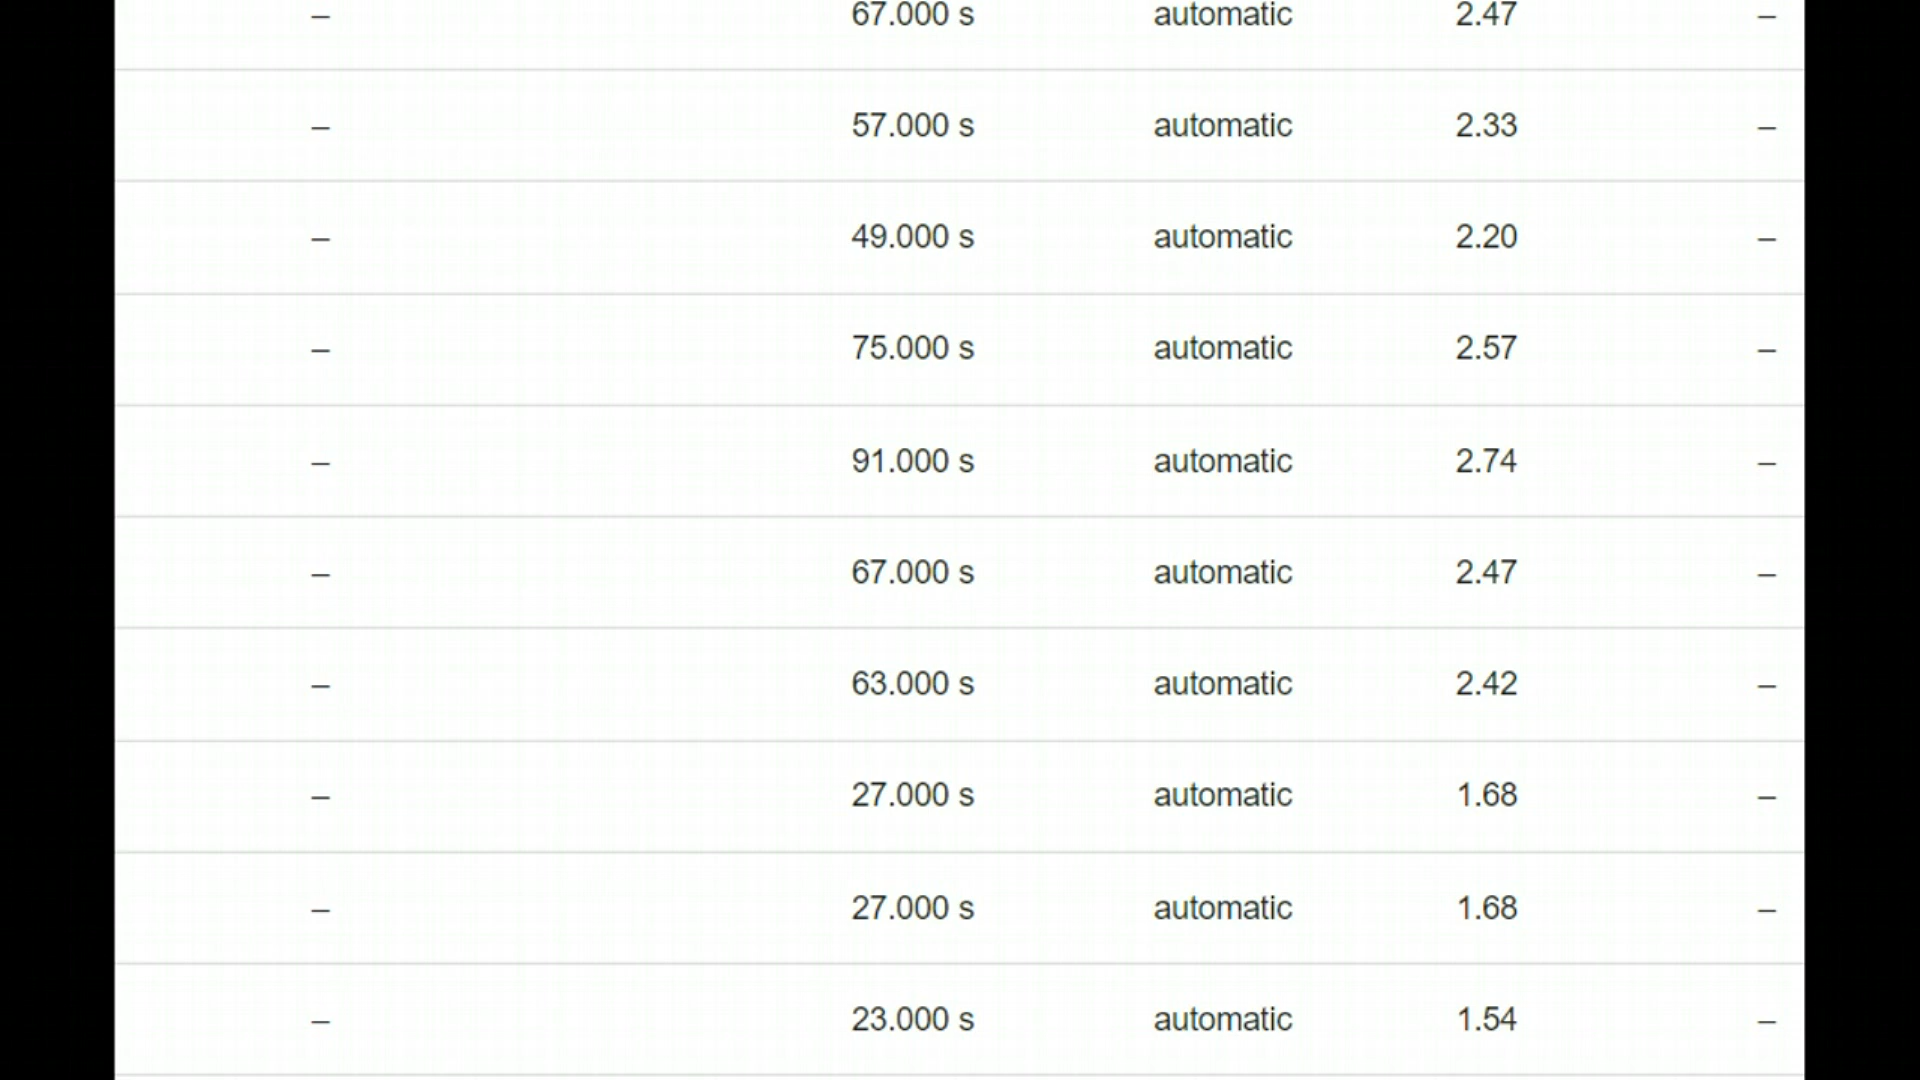 – 67.000 s automatic 2.47 –
– 57.000 s automatic 2.33 –
– 49.000 s automatic 2.20 –
– 75.000 s automatic 2.57 –
– 91.000 s automatic 2.74 –
– 67.000 s automatic 2.47 –
– 63.000 s automatic 2.42 –
– 27.000 s automatic 1.68 –
– 27.000 s automatic 1.68 –
– 23.000 s automatic 1.54 –